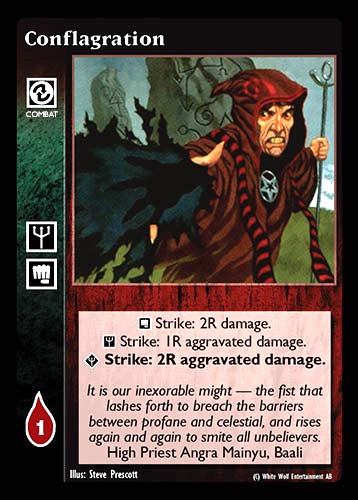 Conflagration
COMBAT
Strike: 2R damage.
Strike: 1R aggravated damage.
Strike: 2R aggravated damage.
It is our inexorable might — the fist that
lashes forth to breach the barriers
between profane and celestial, and rises
again and again to smite all unbelievers.
High Priest Angra Mainyu, Baali
1
Illus: Steve Prescott
(C) White Wolf Entertainment AB